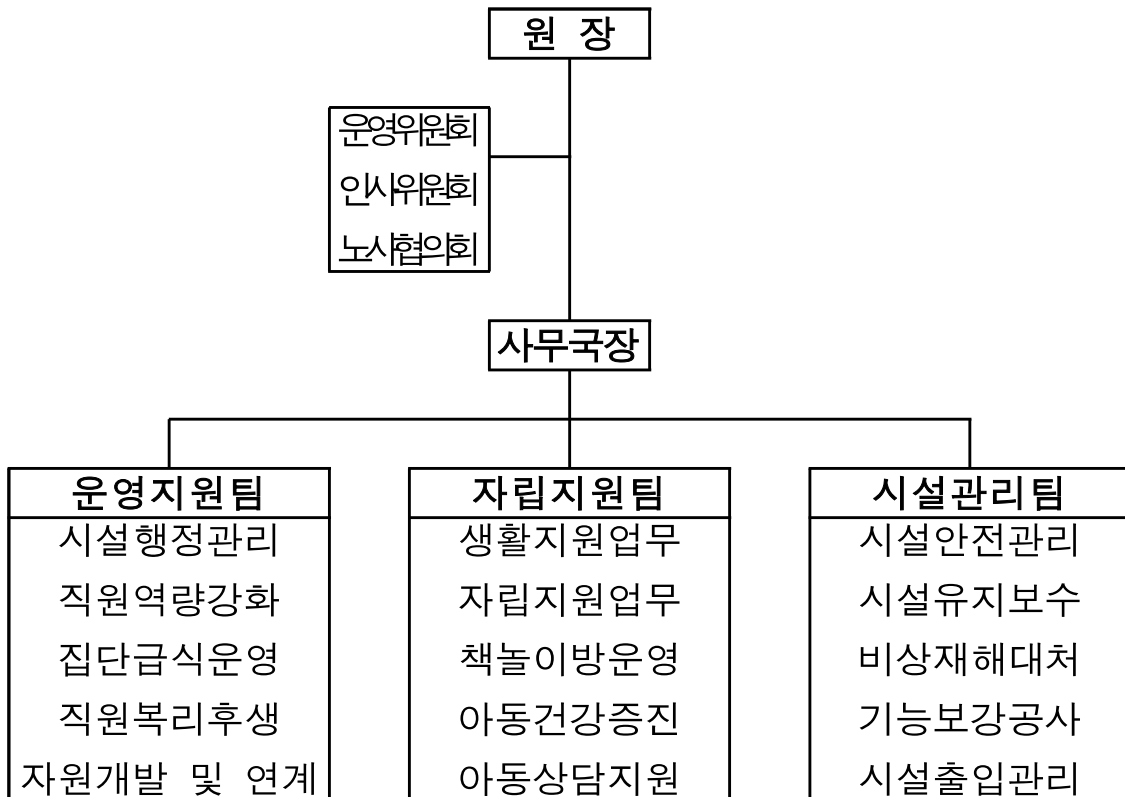 원 장
운영위원회
인사위원회
노사협의회
사무국장
운영지원팀
시설행정관리
직원역량강화
집단급식운영
직원복리후생
자원개발 및 연계
자립지원팀
생활지원업무
자립지원업무
책놀이방운영
아동건강증진
아동상담지원
시설관리팀
시설안전관리
시설유지보수
비상재해대처
기능보강공사
시설출입관리